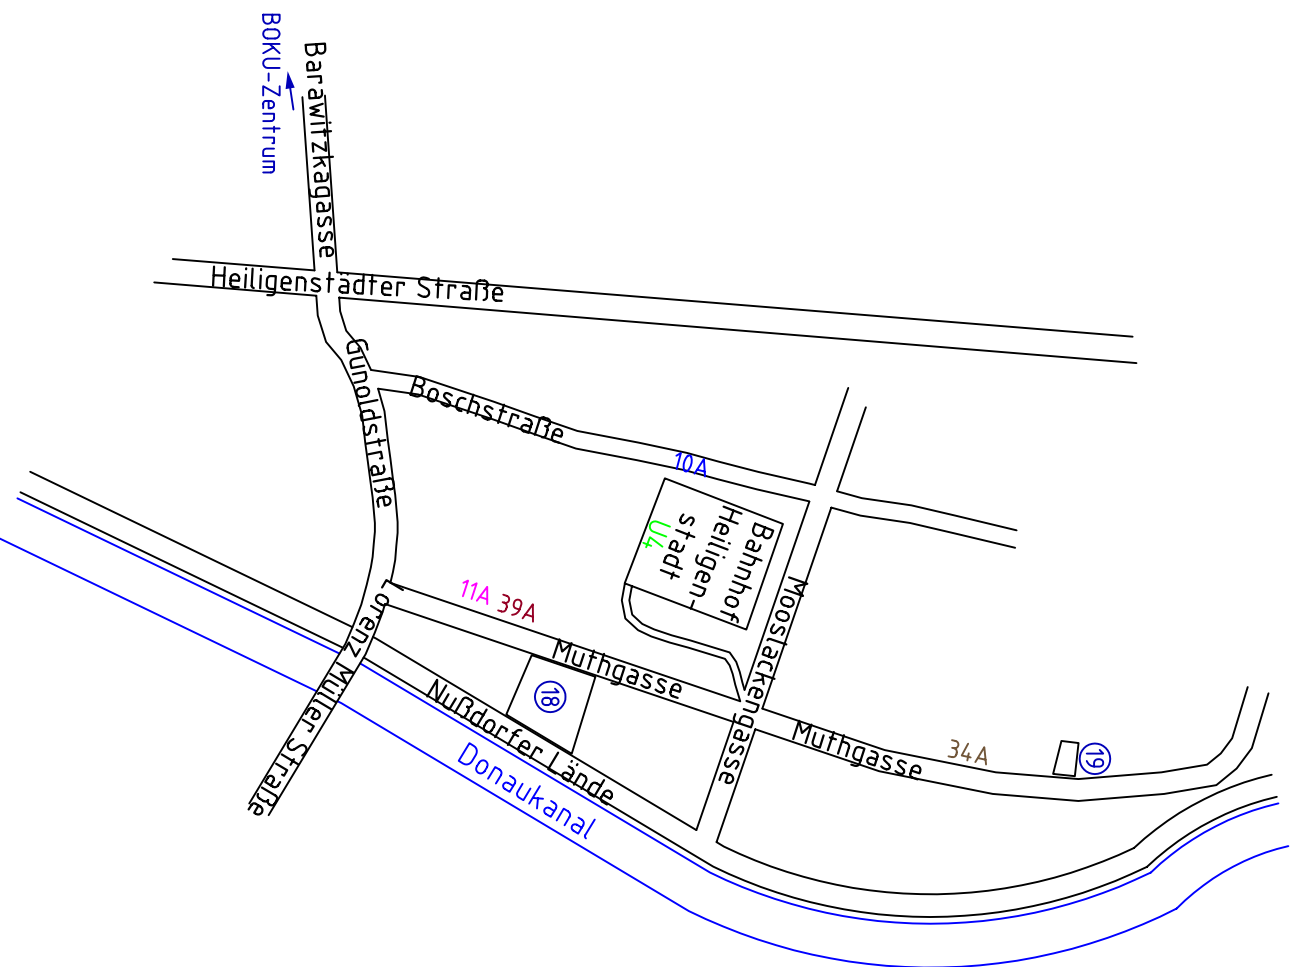 BOKU-Zentrum
Barawitzkagasse
Heiligenstädter Straße
Gunoldstraße
Boschstraße
10A
Bahnhof
Heiligen-
stadt
U4
Moostackengasse
11A
39A
Lorenz Müller Straße
Muthgasse
18
Nußdorfer Lände
Muthgasse
34A
19
Donaukanal